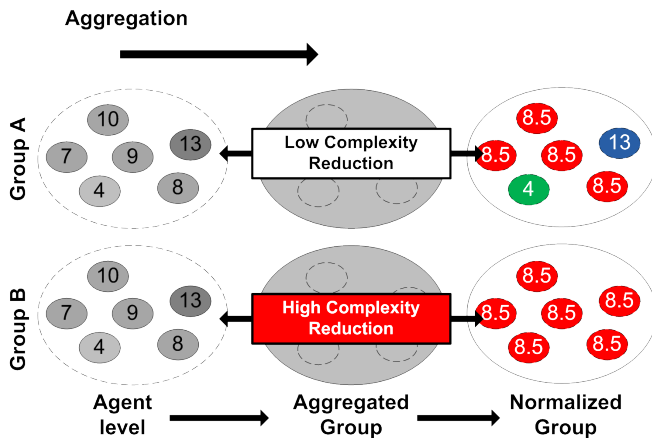 Aggregation
Group A
10
13
7
9
4
8
Low Complexity
Reduction
8.5
13
8.5
8.5
4
8.5
Group B
10
13
7
9
4
8
High Complexity
Reduction
8.5
8.5
8.5
8.5
8.5
8.5
Agent
level
Aggregated
Group
Normalized
Group